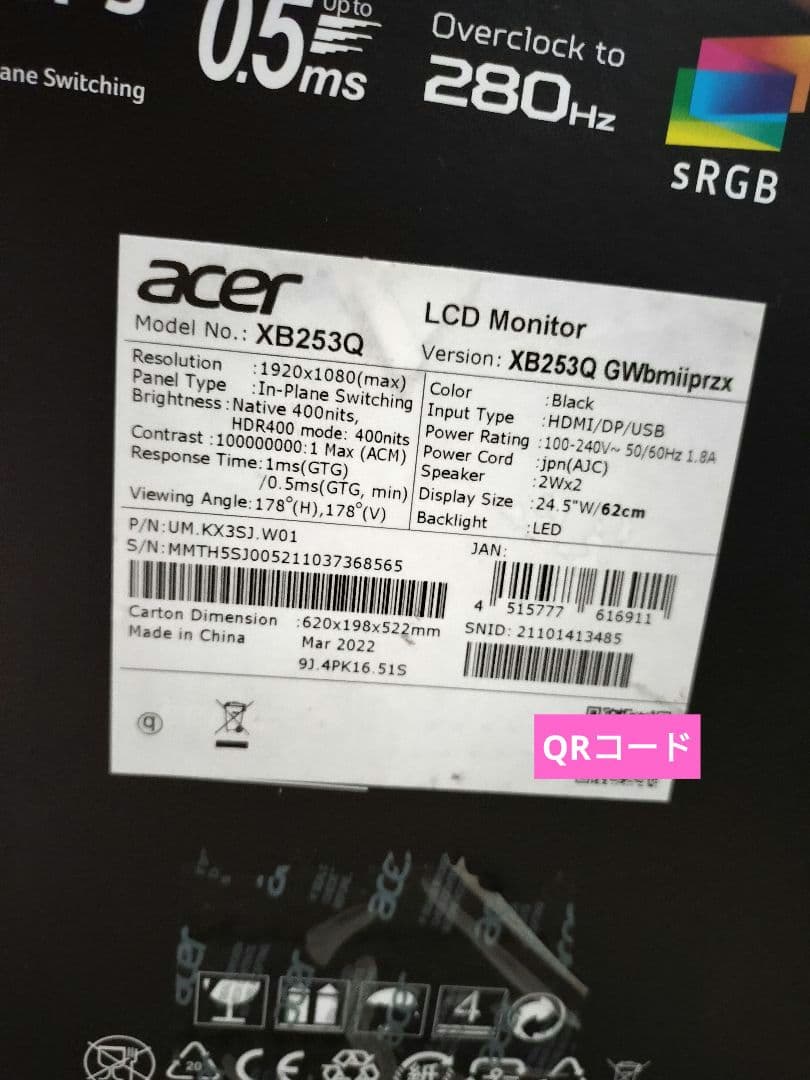 Up to
0.5ms
ane Switching
Overclock to
280Hz
sRGB
acer
LCD Monitor
Model No.: XB253Q
Version: XB253Q GWbmiiprzx
Resolution :1920x1080(max)
Panel Type :In-Plane Switching
Brightness :Native 400nits,
HDR400 mode: 400nits
Contrast :100000000:1 Max (ACM)
Response Time:1ms(GTG)
/0.5ms(GTG, min)
Viewing Angle:178°(H),178°(V)
Color :Black
Input Type :HDMI/DP/USB
Power Rating :100-240V~ 50/60Hz 1.8A
Power Cord :jpn(AJC)
Speaker :2Wx2
Display Size :24.5"W/62cm
Backlight :LED
P/N:UM.KX3SJ.W01
S/N:MMTH5SJ005211037368565
JAN:
4 515777 616911
Carton Dimension :620x198x522mm
Made in China Mar 2022
9J.4PK16.51S
SNID: 21101413485
q
QRコード
acer
acer
4
20
CE
紙